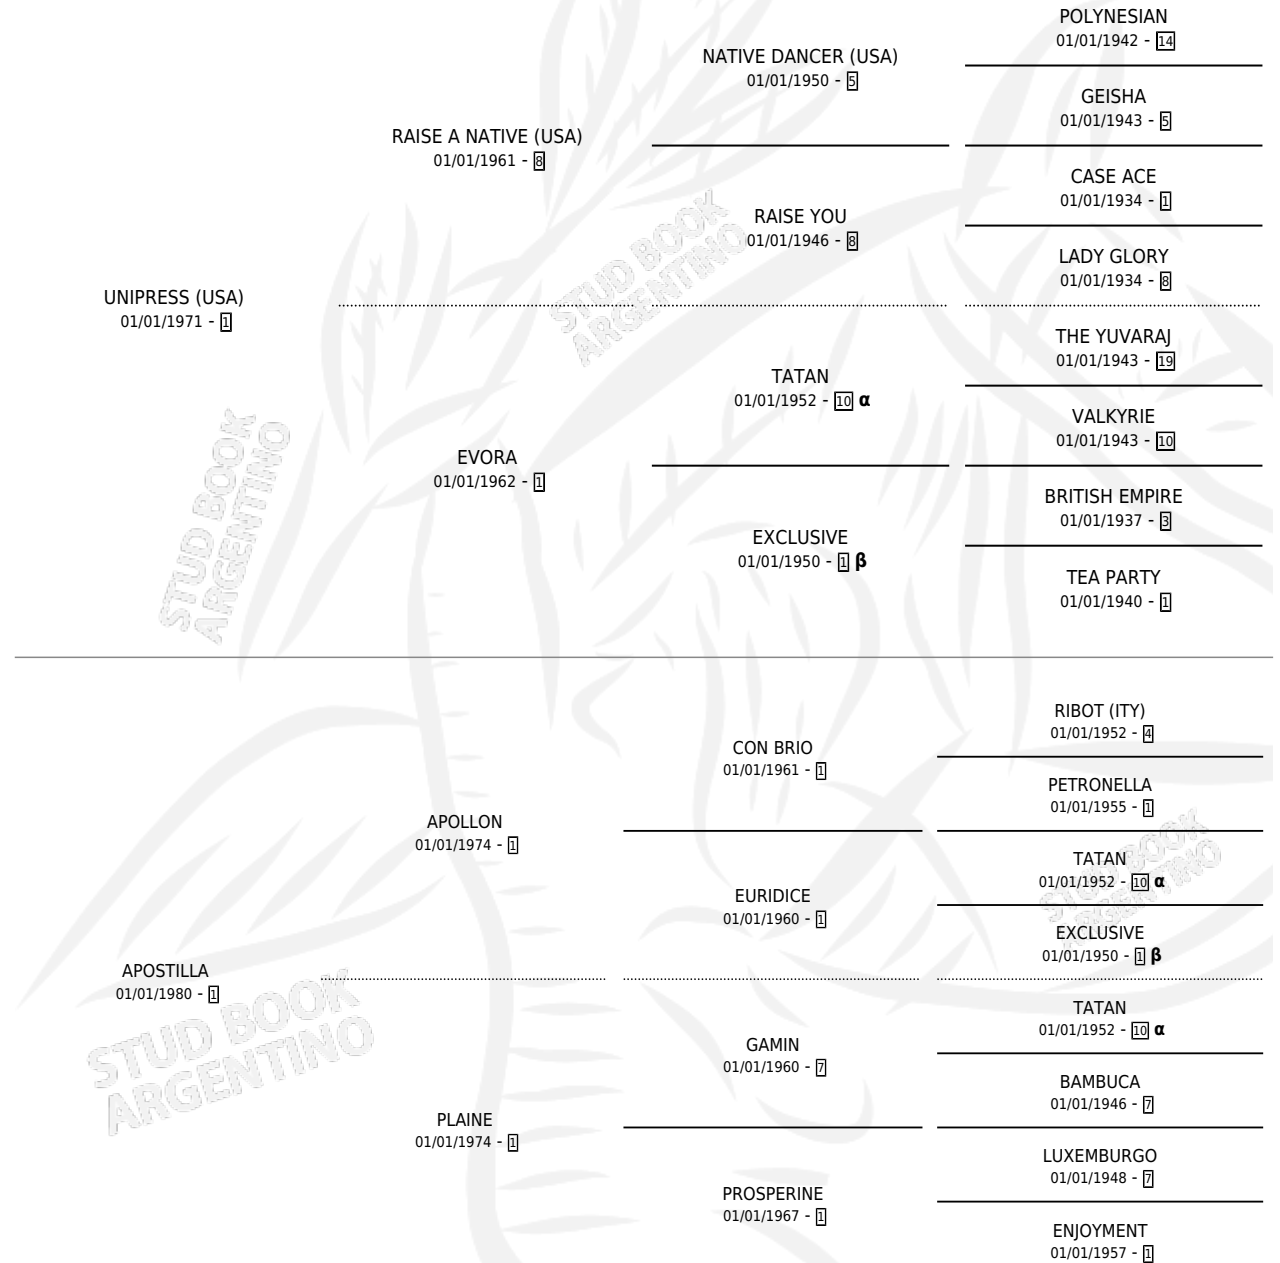 POLYNESIAN
01/01/1942 - 14
NATIVE DANCER (USA)
01/01/1950 - 5
GEISHA
01/01/1943 - 5
RAISE A NATIVE (USA)
01/01/1961 - 8
CASE ACE
01/01/1934 - 1
RAISE YOU
01/01/1946 - 8
LADY GLORY
01/01/1934 - 8
UNIPRESS (USA)
01/01/1971 - 1
THE YUVARAJ
01/01/1943 - 19
TATAN
01/01/1952 - 10 α
VALKYRIE
01/01/1943 - 10
EVORA
01/01/1962 - 1
BRITISH EMPIRE
01/01/1937 - 3
EXCLUSIVE
01/01/1950 - 1 β
TEA PARTY
01/01/1940 - 1
RIBOT (ITY)
01/01/1952 - 4
CON BRIO
01/01/1961 - 1
PETRONELLA
01/01/1955 - 1
APOLLON
01/01/1974 - 1
TATAN
01/01/1952 - 10 α
EURIDICE
01/01/1960 - 1
EXCLUSIVE
01/01/1950 - 1 β
APOSTILLA
01/01/1980 - 1
TATAN
01/01/1952 - 10 α
GAMIN
01/01/1960 - 7
BAMBUCA
01/01/1946 - 7
PLAINE
01/01/1974 - 1
LUXEMBURGO
01/01/1948 - 7
PROSPERINE
01/01/1967 - 1
ENJOYMENT
01/01/1957 - 1
STUD BOOK
ARGENTINO
STUD BOOK
ARGENTINO
STUD BOOK
ARGENTINO
STUD BOOK
ARGENTINO